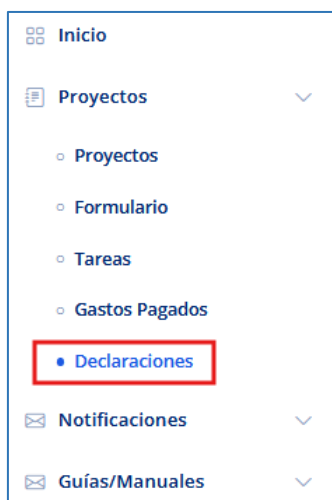 Inicio
Proyectos
Proyectos
Formulario
Tareas
Gastos Pagados
Declaraciones
Notificaciones
Guías/Manuales